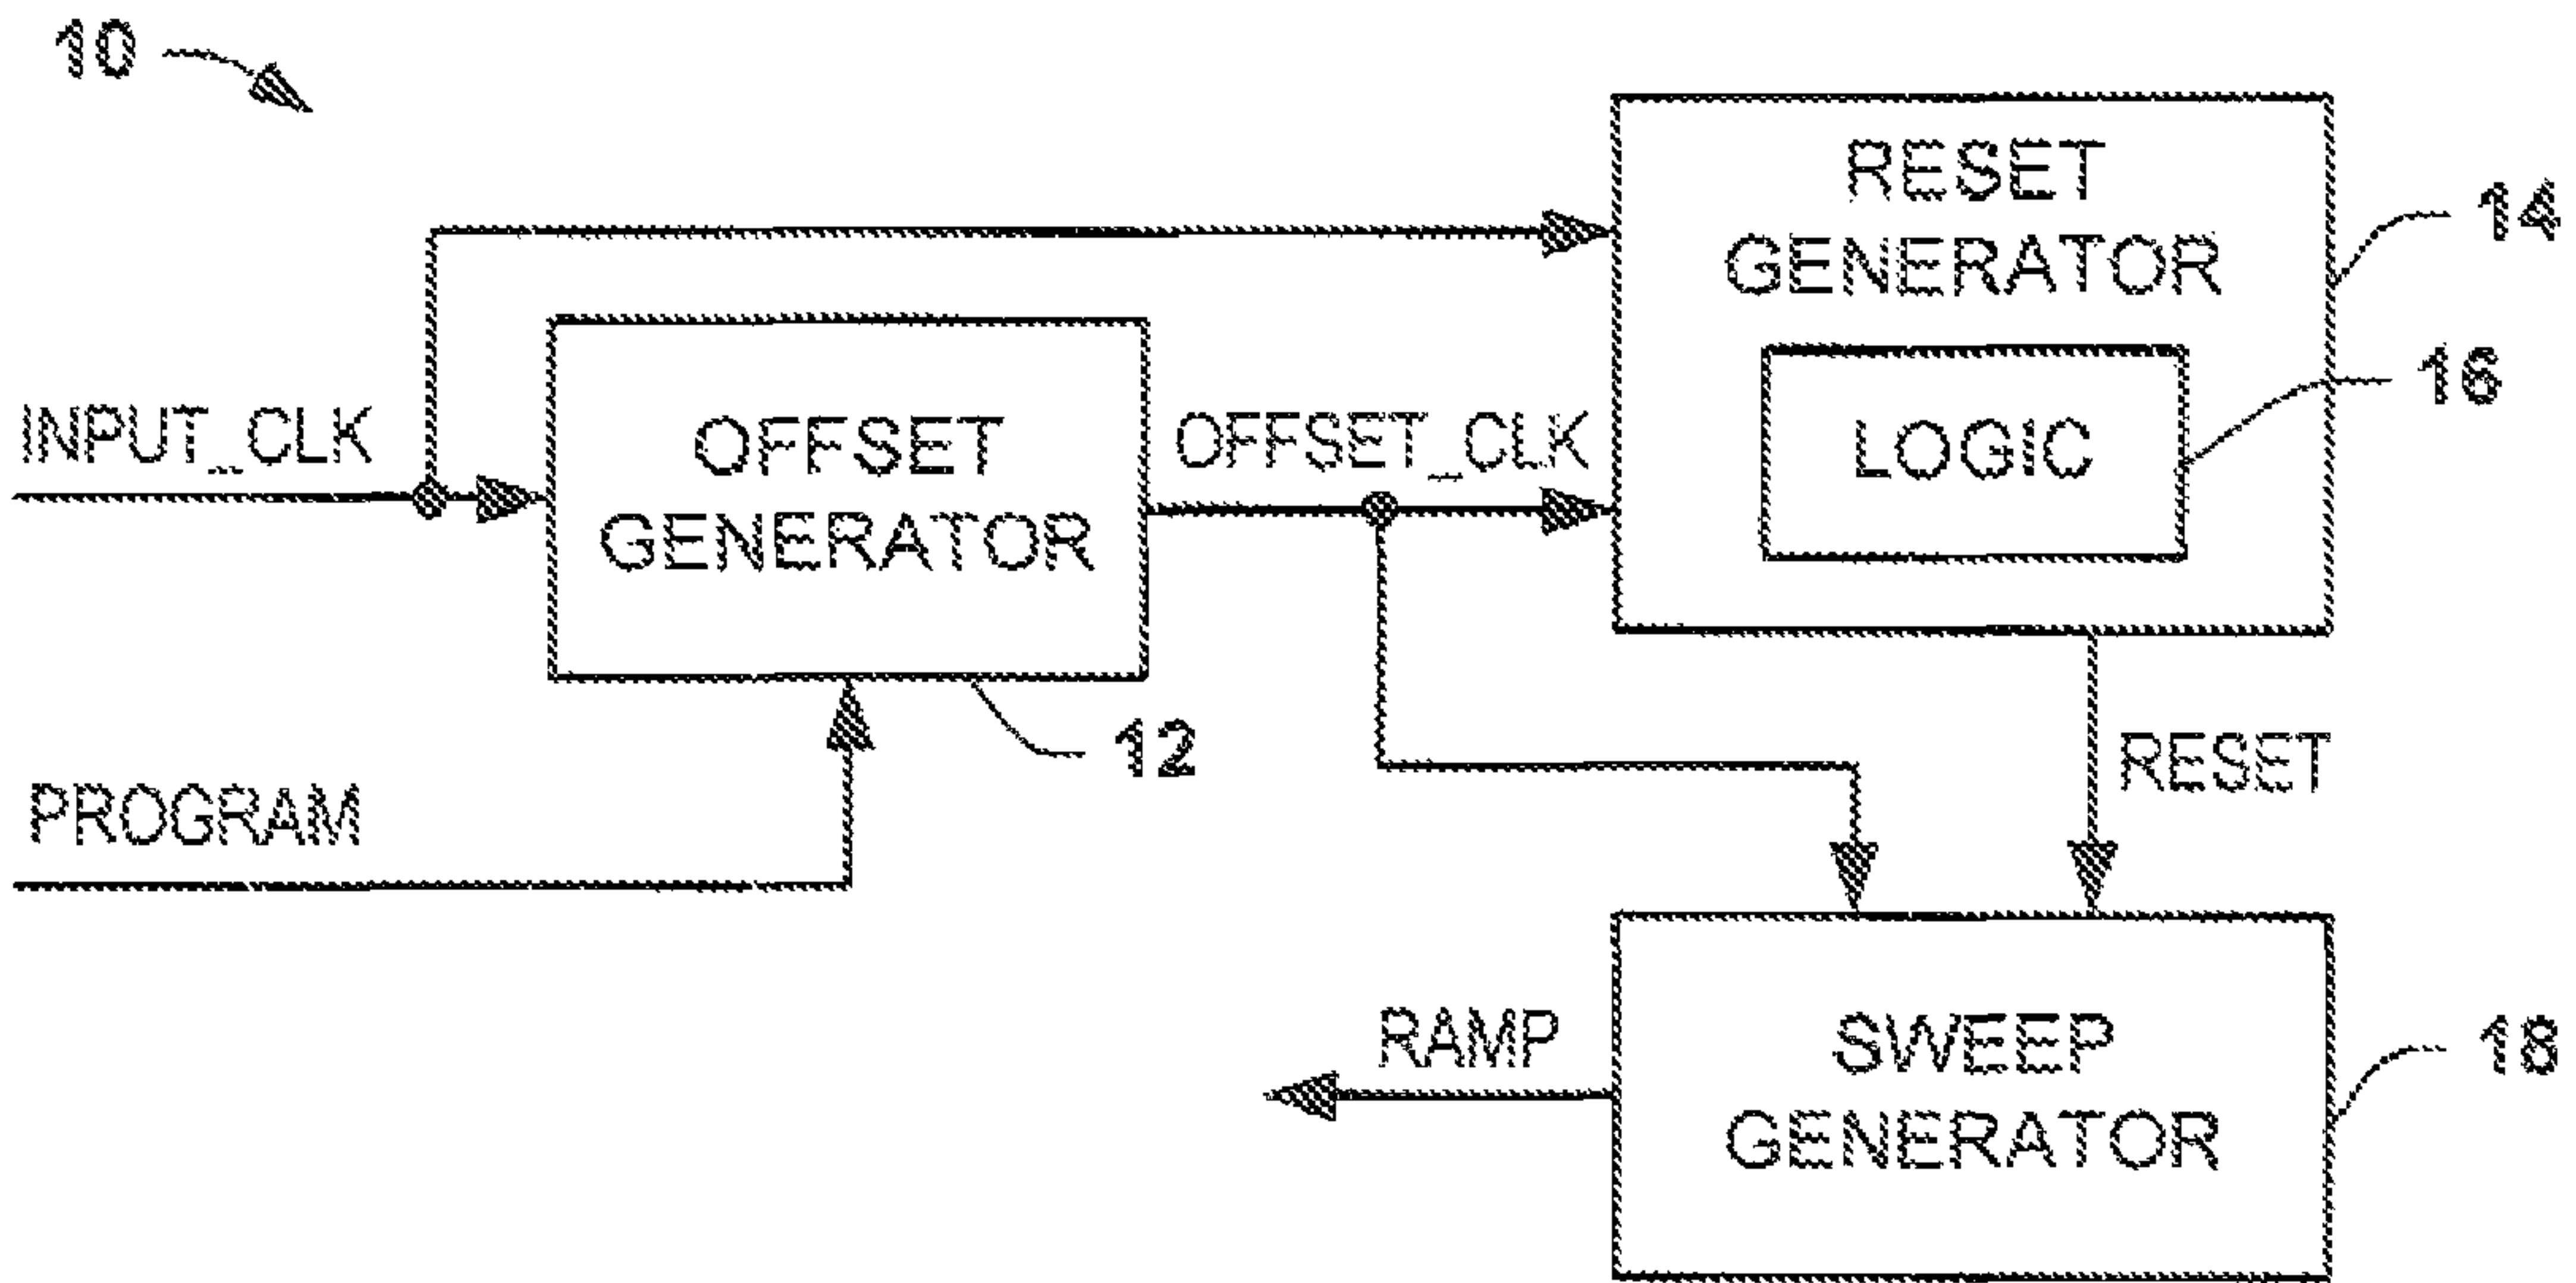 10
RESET
GENERATOR
14
LOGIC
16
INPUT_CLK
OFFSET
GENERATOR
OFFSET_CLK
12
PROGRAM
RESET
RAMP
SWEEP
GENERATOR
18